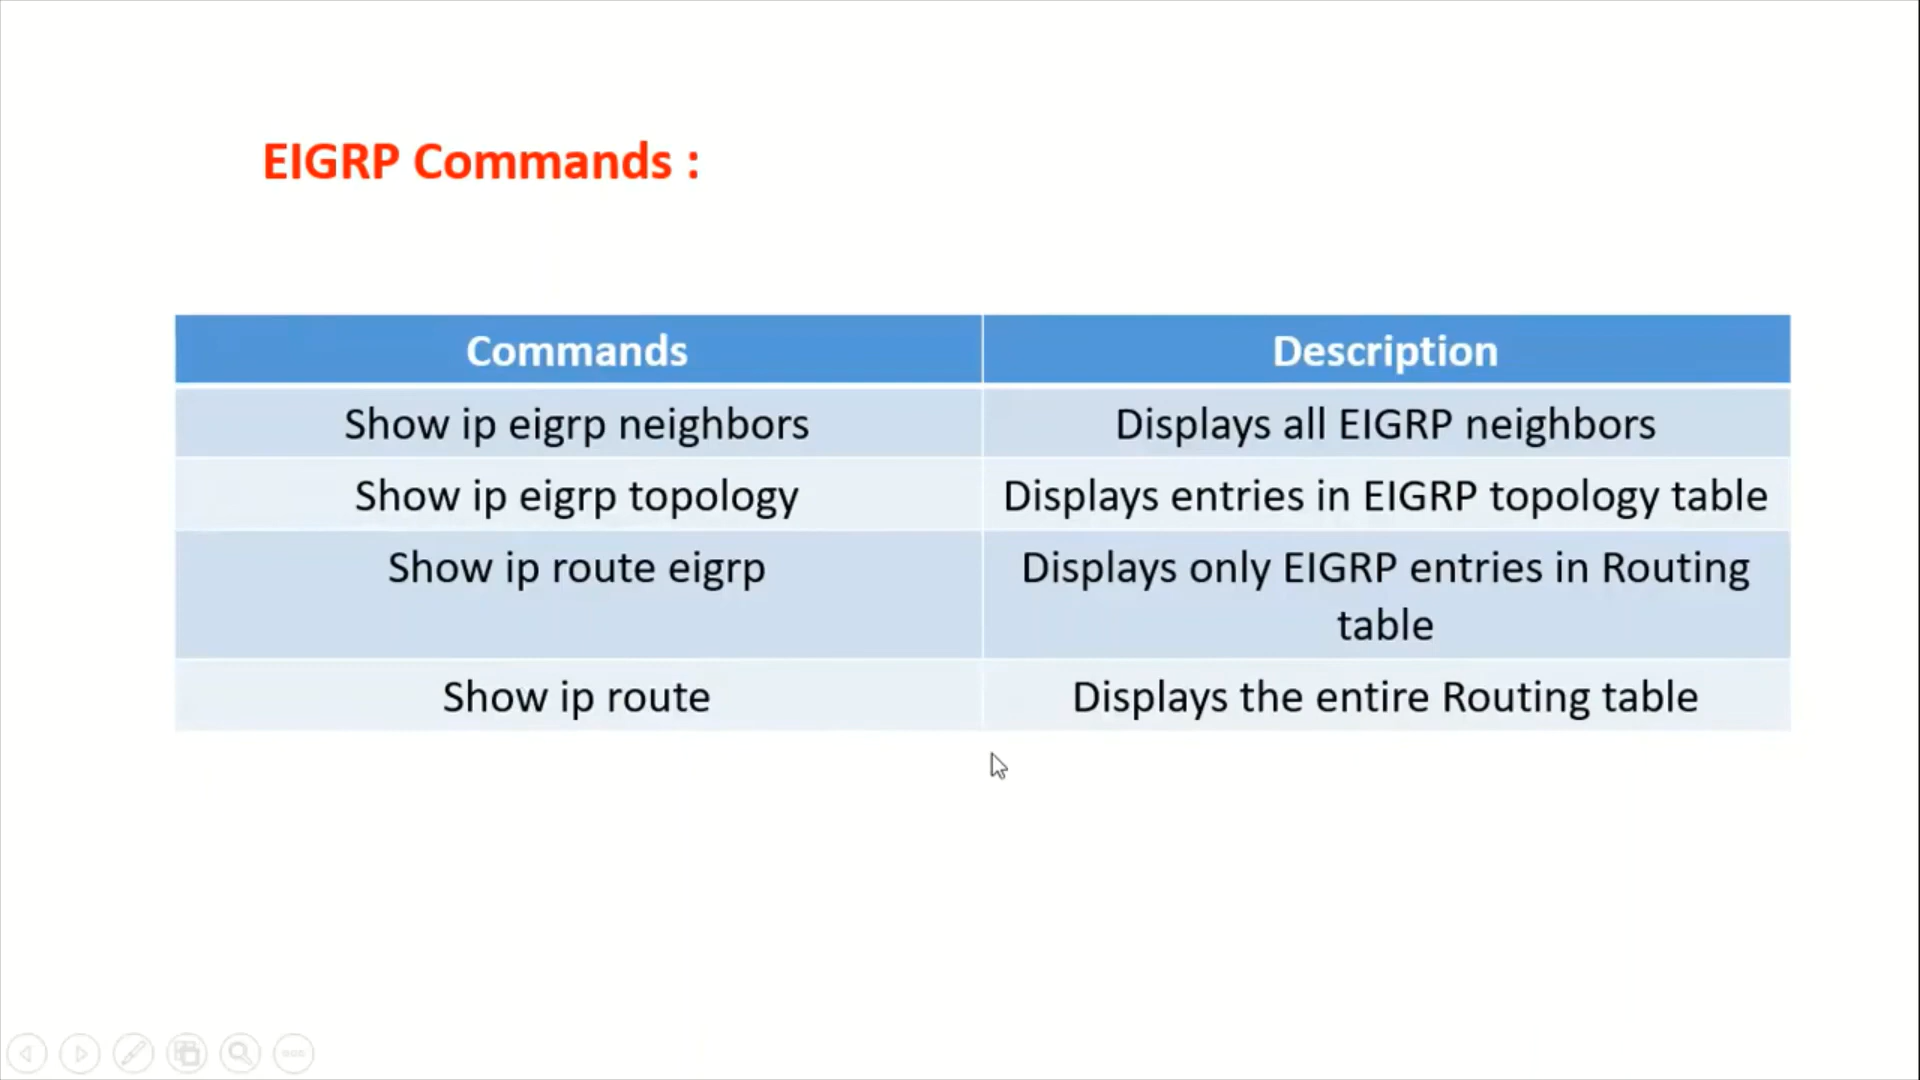 EIGRP Commands :
Commands
Description
Show ip eigrp neighbors
Displays all EIGRP neighbors
Show ip eigrp topology
Displays entries in EIGRP topology table
Show ip route eigrp
Displays only EIGRP entries in Routing
table
Show ip route
Displays the entire Routing table